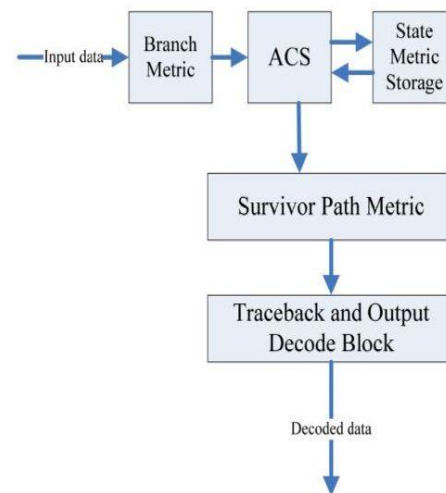 Input data
Branch
Metric
ACS
State
Metric
Storage
Survivor Path Metric
Traceback and Output
Decode Block
Decoded data